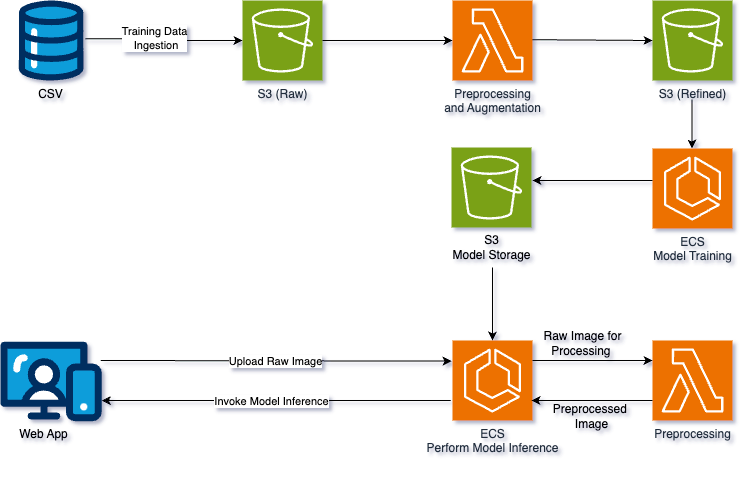 Training Data
Ingestion
CSV
S3 (Raw)
Preprocessing
and Augmentation
S3 (Refined)
S3
Model Storage
ECS
Model Training
Upload Raw Image
Raw Image for
Processing
Invoke Model Inference
Preprocessed
Image
Web App
ECS
Perform Model Inference
Preprocessing